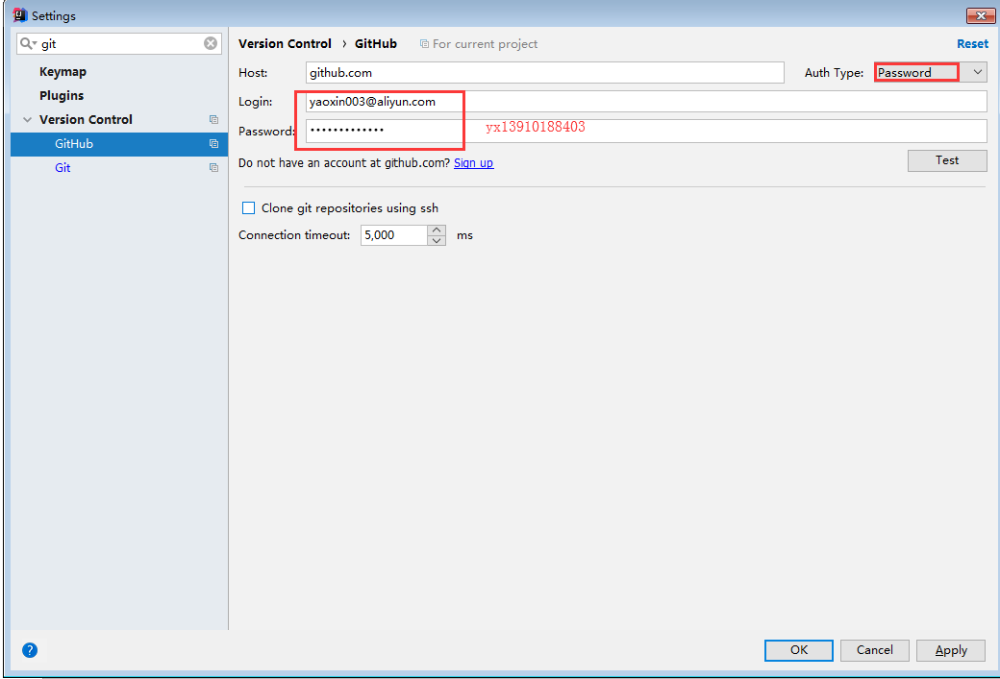 Settings
git
Version Control › GitHub For current project Reset
Keymap
Plugins
Version Control
GitHub
Git
Host: github.com Auth Type: Password
Login: yaoxin003@aliyun.com
Password: ••••••••••••• yx13910188403
Do not have an account at github.com? Sign up Test
Clone git repositories using ssh
Connection timeout: 5,000 ms
? OK Cancel Apply